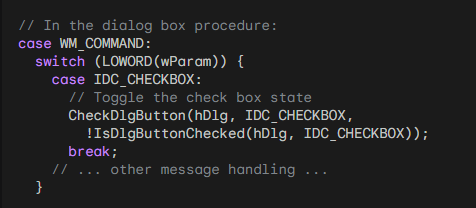 // In the dialog box procedure:
case WM_COMMAND:
  switch (LOWORD(wParam)) {
    case IDC_CHECKBOX:
      // Toggle the check box state
      CheckDlgButton(hDlg, IDC_CHECKBOX,
        !IsDlgButtonChecked(hDlg, IDC_CHECKBOX));
      break;
    // ... other message handling ...
  }